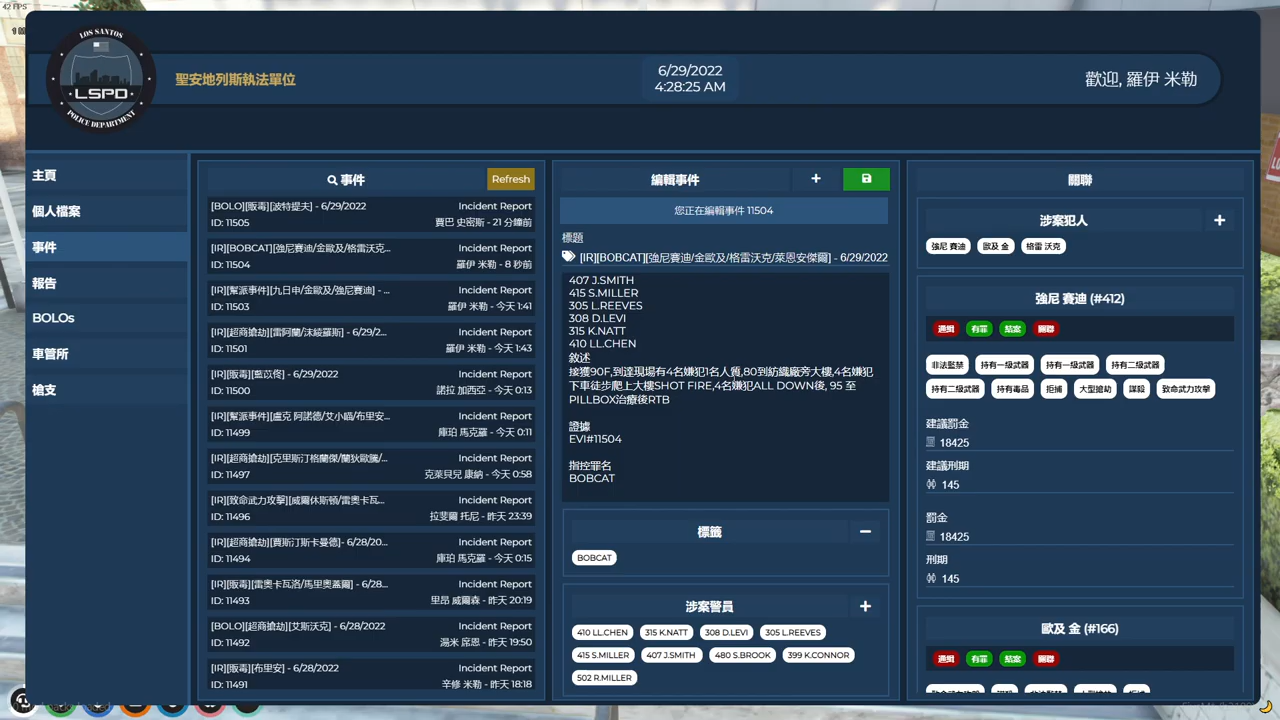 42 FPS
LOS SANTOS
LSPD
POLICE DEPARTMENT
聖安地列斯執法單位
6/29/2022
4:28:25 AM
歡迎, 羅伊 米勒
主頁
個人檔案
事件
報告
BOLOs
車管所
槍支
事件
Refresh
[BOLO][販毒][波特提夫] - 6/29/2022 Incident Report
ID: 11505 賈巴 史密斯 - 21 分鐘前
[IR][BOBCAT][強尼賽迪/金歐及/格雷沃克... Incident Report
ID: 11504 羅伊 米勒 - 8 秒前
[IR][幫派事件][九日申/金歐及/強尼賽迪] - ... Incident Report
ID: 11503 羅伊 米勒 - 今天 1:41
[IR][超商搶劫][雷阿蘭/沫綾羅斯] - 6/29/2... Incident Report
ID: 11501 羅伊 米勒 - 今天 1:43
[IR][販毒][藍苡佟] - 6/29/2022 Incident Report
ID: 11500 諾拉 加西亞 - 今天 0:13
[IR][幫派事件][盧克 阿諾德/艾小喵/布里安... Incident Report
ID: 11499 庫珀 馬克羅 - 今天 0:11
[IR][超商搶劫][克里斯汀格蘭傑/蘭狄歐騰/... Incident Report
ID: 11497 克萊貝兒 康納 - 今天 0:58
[IR][致命武力攻擊][威爾休斯頓/雷奧卡瓦... Incident Report
ID: 11496 拉斐爾 托尼 - 昨天 23:39
[IR][超商搶劫][賈斯汀斯卡曼德]- 6/28/20... Incident Report
ID: 11494 庫珀 馬克羅 - 今天 0:15
[IR][販毒][雷奧卡瓦洛/馬里奧蓋爾] - 6/28... Incident Report
ID: 11493 里昂 威爾森 - 昨天 20:19
[BOLO][超商搶劫][艾斯沃克] - 6/28/2022 Incident Report
ID: 11492 湯米 席恩 - 昨天 19:50
[IR][販毒][布里安] - 6/28/2022 Incident Report
ID: 11491 辛修 米勒 - 昨天 18:18
編輯事件
您正在編輯事件 11504
標題
[IR][BOBCAT][強尼賽迪/金歐及/格雷沃克/萊恩安傑爾] - 6/29/2022
407 J.SMITH
415 S.MILLER
305 L.REEVES
308 D.LEVI
315 K.NATT
410 LL.CHEN
敘述
接獲90F,到達現場有4名嫌犯1名人質,80到紡織廠旁大樓,4名嫌犯
下車徒步爬上大樓SHOT FIRE,4名嫌犯ALL DOWN後, 95 至
PILLBOX治療後RTB
證據
EVI#11504
指控罪名
BOBCAT
標籤
BOBCAT
涉案警員
410 LL.CHEN 315 K.NATT 308 D.LEVI 305 L.REEVES
415 S.MILLER 407 J.SMITH 480 S.BROOK 399 K.CONNOR
502 R.MILLER
關聯
涉案犯人
強尼 賽迪 歐及 金 格雷 沃克
強尼 賽迪 (#412)
通緝 有罪 結案 關聯
非法監禁 持有一級武器 持有一級武器 持有二級武器
持有二級武器 持有毒品 拒捕 大型搶劫 謀殺 致命武力攻擊
建議罰金
18425
建議刑期
145
罰金
18425
刑期
145
歐及 金 (#166)
通緝 有罪 結案 關聯